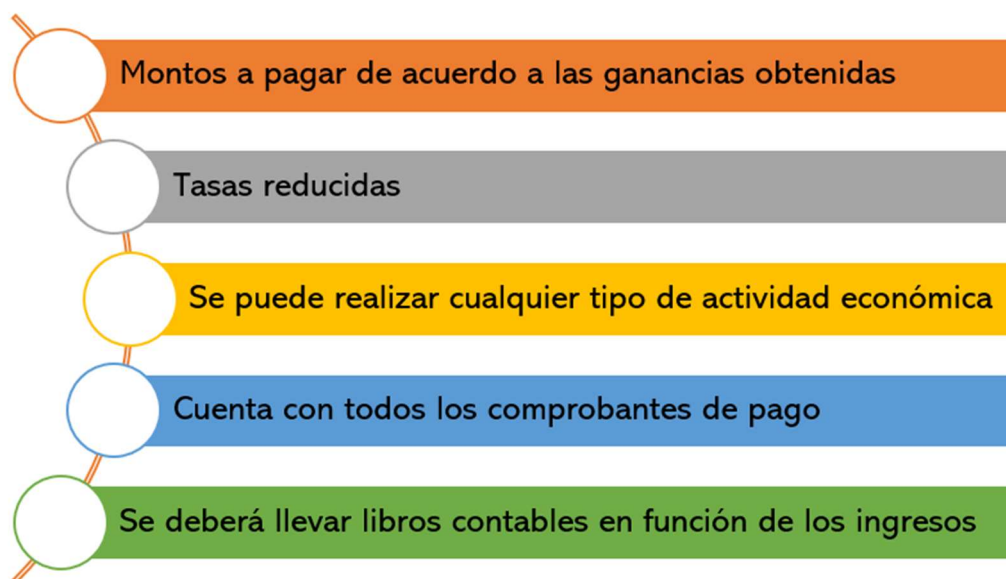 Montos a pagar de acuerdo a las ganancias obtenidas
Tasas reducidas
Se puede realizar cualquier tipo de actividad económica
Cuenta con todos los comprobantes de pago
Se deberá llevar libros contables en función de los ingresos